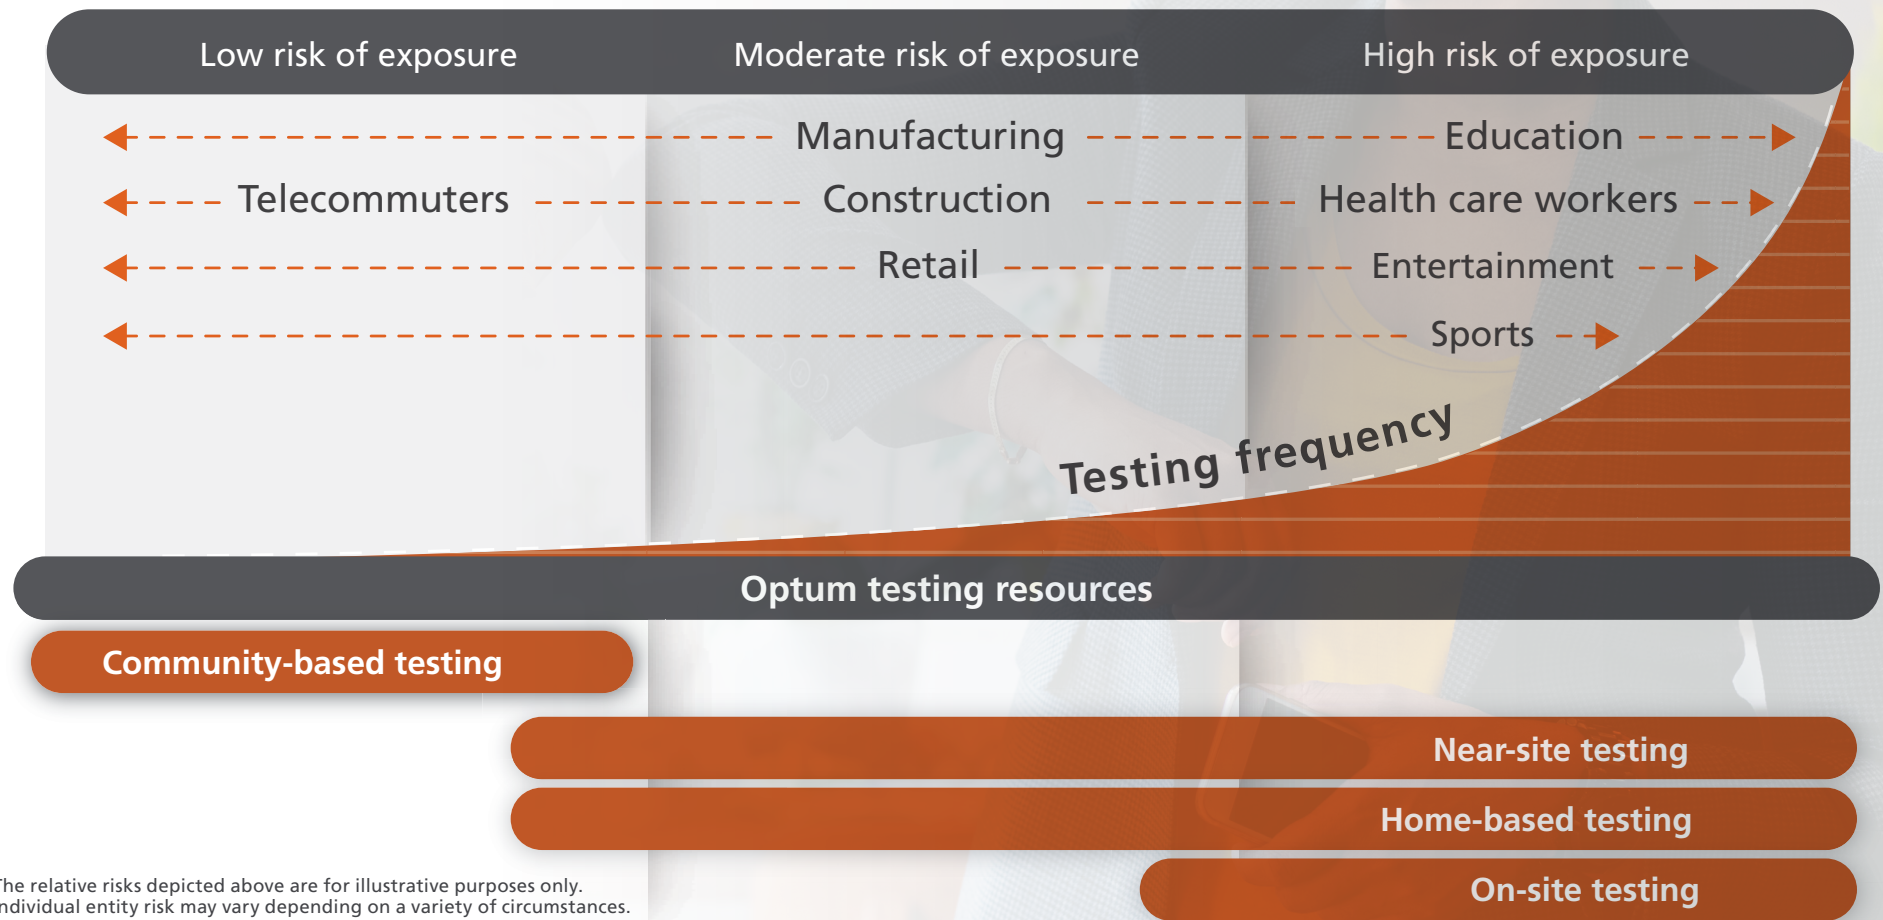 Low risk of exposure Moderate risk of exposure High risk of exposure
Manufacturing Education
Telecommuters Construction Health care workers
Retail Entertainment
Sports
Testing frequency
Optum testing resources
Community-based testing
Near-site testing
Home-based testing
On-site testing
The relative risks depicted above are for illustrative purposes only.
Individual entity risk may vary depending on a variety of circumstances.